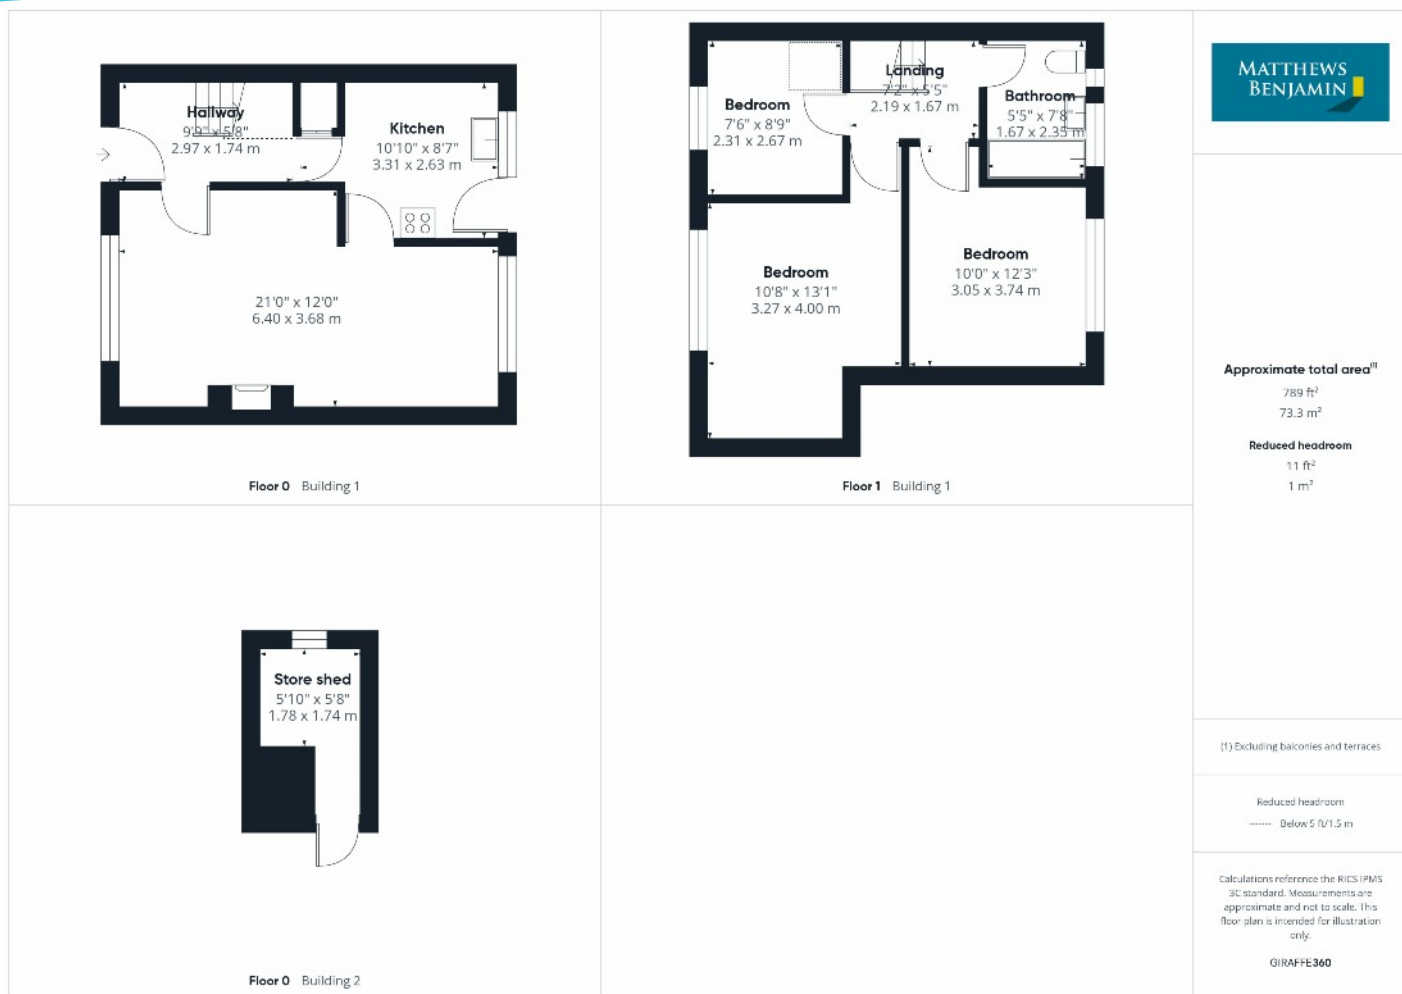 Hallway
9'9" x 5'8"
2.97 x 1.74 m
Kitchen
10'10" x 8'7"
3.31 x 2.63 m
21'0" x 12'0"
6.40 x 3.68 m
Floor 0 Building 1
Bedroom
7'6" x 8'9"
2.31 x 2.67 m
Landing
7'2" x 5'5"
2.19 x 1.67 m
Bathroom
5'5" x 7'8"
1.67 x 2.35 m
Bedroom
10'8" x 13'1"
3.27 x 4.00 m
Bedroom
10'0" x 12'3"
3.05 x 3.74 m
Floor 1 Building 1
Store shed
5'10" x 5'8"
1.78 x 1.74 m
Floor 0 Building 2
MATTHEWS
BENJAMIN
Approximate total area(1)
789 ft²
73.3 m²
Reduced headroom
11 ft²
1 m²
(1) Excluding balconies and terraces
Reduced headroom
Below 5 ft/1.5 m
Calculations reference the RICS IPMS
3C standard. Measurements are
approximate and not to scale. This
floor plan is intended for illustration
only.
GIRAFFE360